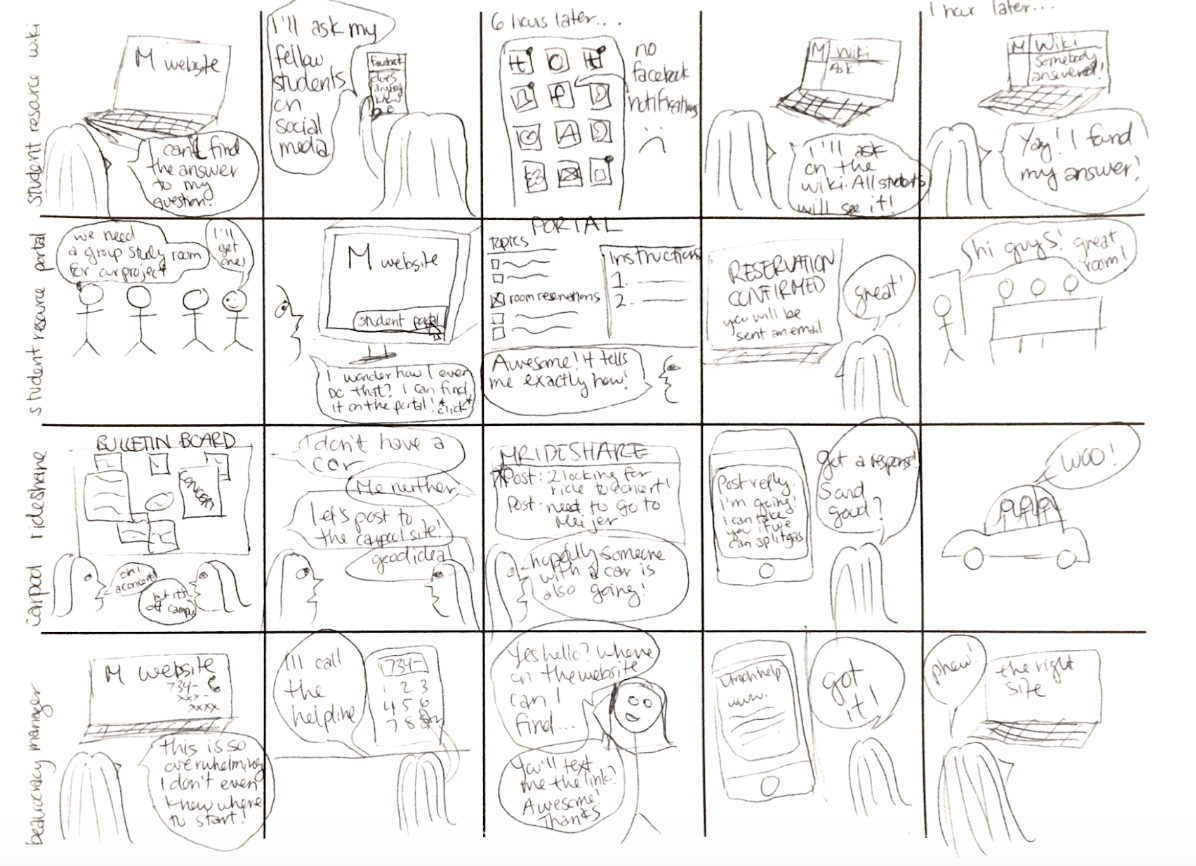 student resource wiki
M website
I can't find
the answer
to my
question!
I'll ask my
fellow
students
on
social
media
facebook
does
anyone
know
6 hours later...
no
facebook
notifications
M Wiki
Ask
I'll ask
on the
wiki. All students
will see it!
1 hour later...
M Wiki
Somebody
answered!
Yay! I found
my answer!
student resource portal
we need
a group study room
for our project
I'll
get
one!
M website
student portal
I wonder how I even
do that? I can find
it on the portal! *click*
PORTAL
topics
room reservations
Instructions
1.
2.
Awesome! It tells
me exactly how!
RESERVATION
CONFIRMED
you will be
sent an email
great!
hi guys!
great
room!
carpool rideshare
BULLETIN BOARD
CONCERT
oh!
a concert!
but it's
off campus
I don't have a
car
Me neither
Let's post to
the carpool site!
good idea!
MRIDESHARE
Post: 2 looking for
ride to concert!
Post: need to go to
Meijer
hopefully someone
with a car is
also going!
Post reply:
I'm going!
I can take
you if we
can split gas
got a response!
Sound
good?
woo!
beaurocracy manager
M website
734-
xxx-
xxxx
this is so
overwhelming
I don't even
know where
to start!
I'll call
the
helpline
734-
1 2 3
4 5 6
7 8
Yes hello? Where
on the website
can I
find...
You'll text
me the link?
Awesome!
Thanks
Umich help:
www.
got
it!
phew!
the right
site